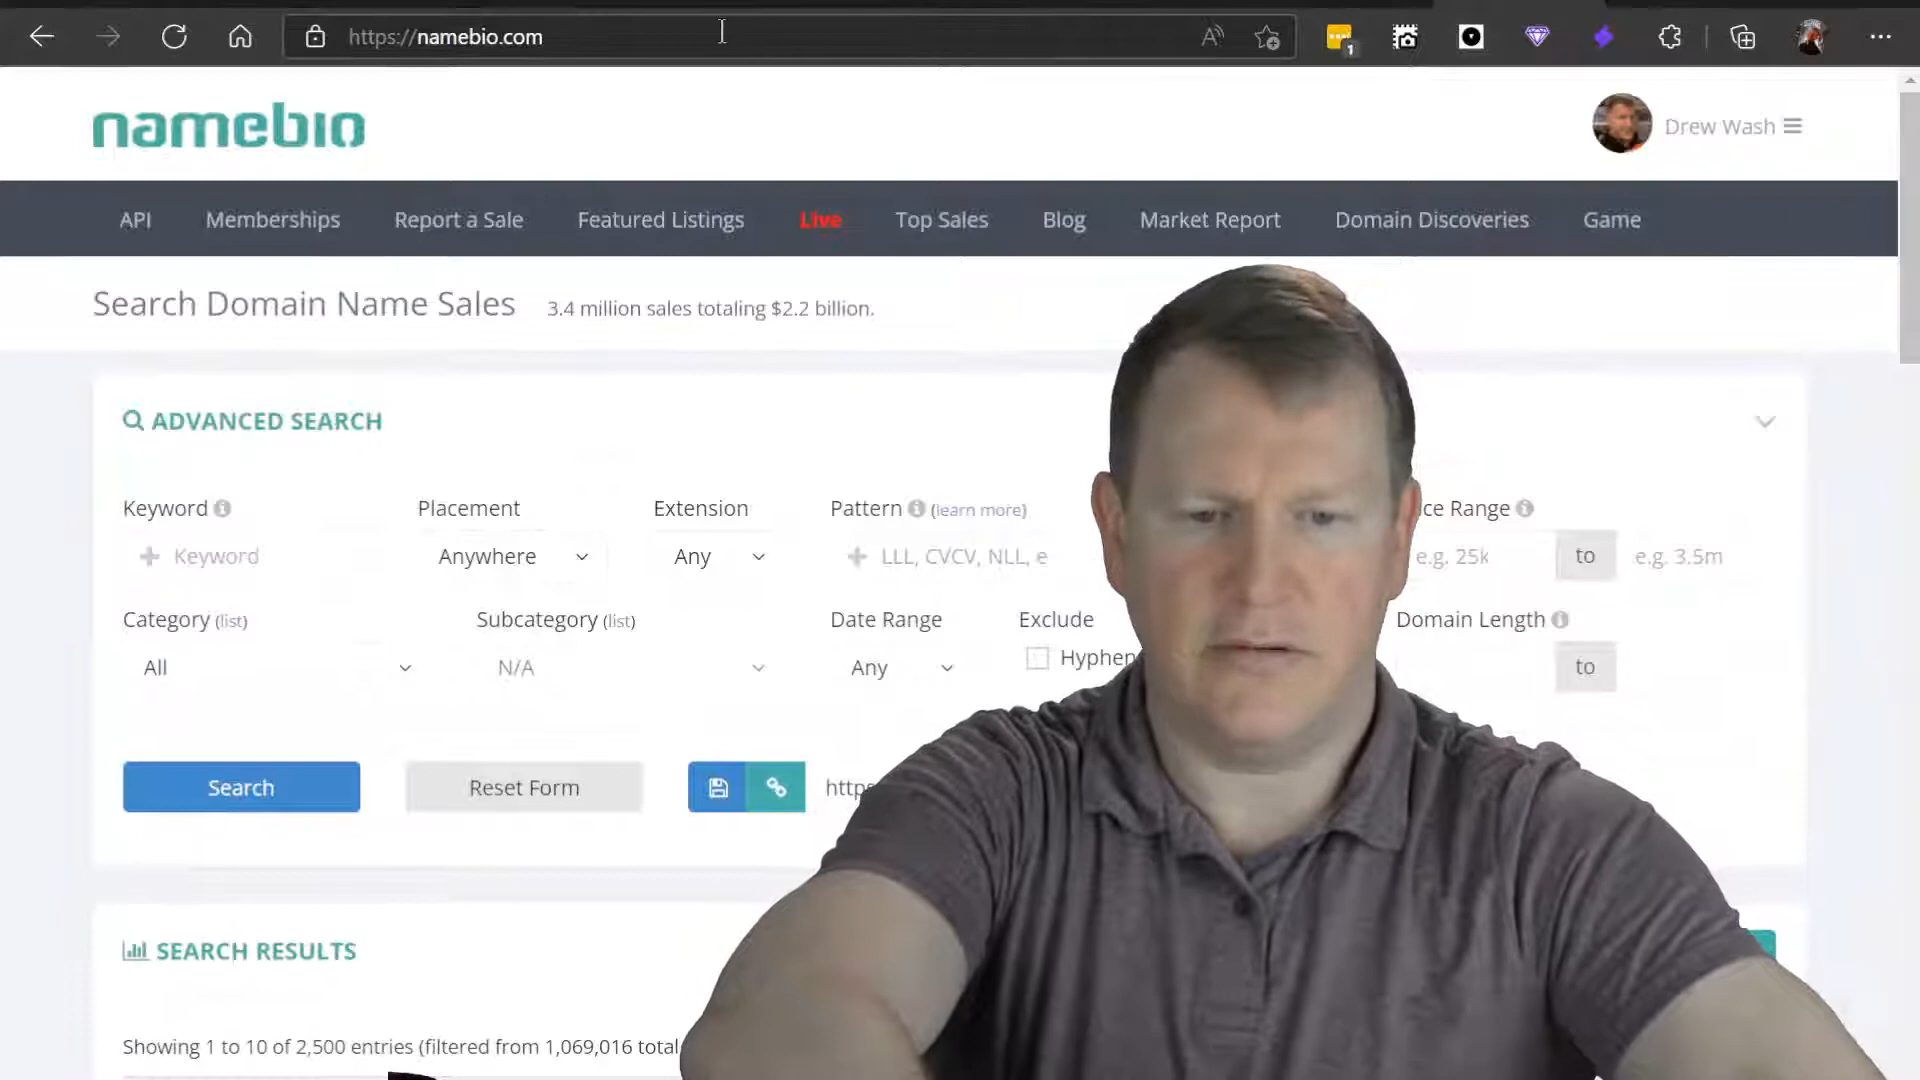 https://namebio.com
1
namebio
Drew Wash
API Memberships Report a Sale Featured Listings Live Top Sales Blog Market Report Domain Discoveries Game
Search Domain Name Sales 3.4 million sales totaling $2.2 billion.
ADVANCED SEARCH
Keyword Placement Extension Pattern (learn more) ce Range
Keyword Anywhere Any LLL, CVCV, NLL, e e.g. 25k to e.g. 3.5m
Category (list) Subcategory (list) Date Range Exclude Domain Length
All N/A Any Hyphen to
Search Reset Form http
SEARCH RESULTS
Showing 1 to 10 of 2,500 entries (filtered from 1,069,016 total